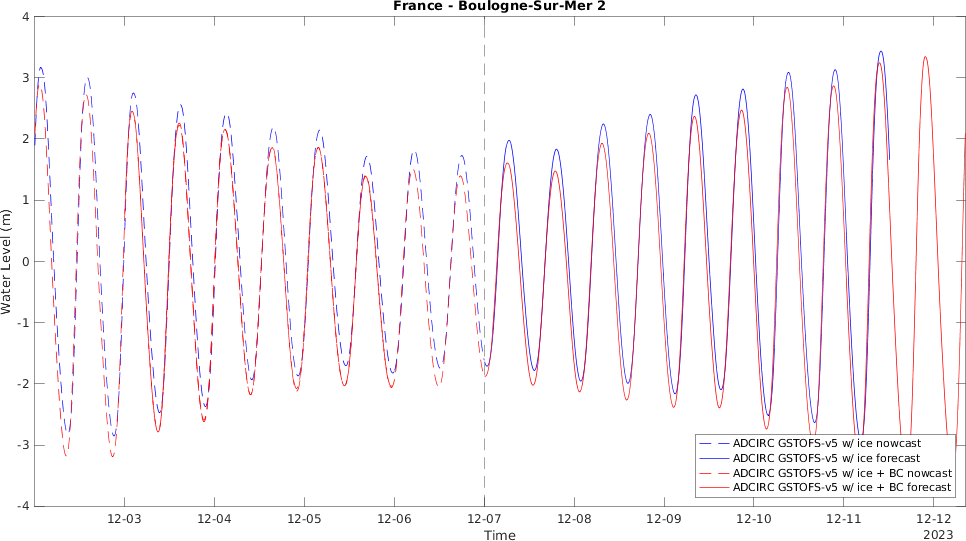 France - Boulogne-Sur-Mer 2
4
3
2
1
0
-1
-2
-3
-4
Water Level (m)
12-03 12-04 12-05 12-06 12-07 12-08 12-09 12-10 12-11 12-12
Time
2023
ADCIRC GSTOFS-v5 w/ ice nowcast
ADCIRC GSTOFS-v5 w/ ice forecast
ADCIRC GSTOFS-v5 w/ ice + BC nowcast
ADCIRC GSTOFS-v5 w/ ice + BC forecast